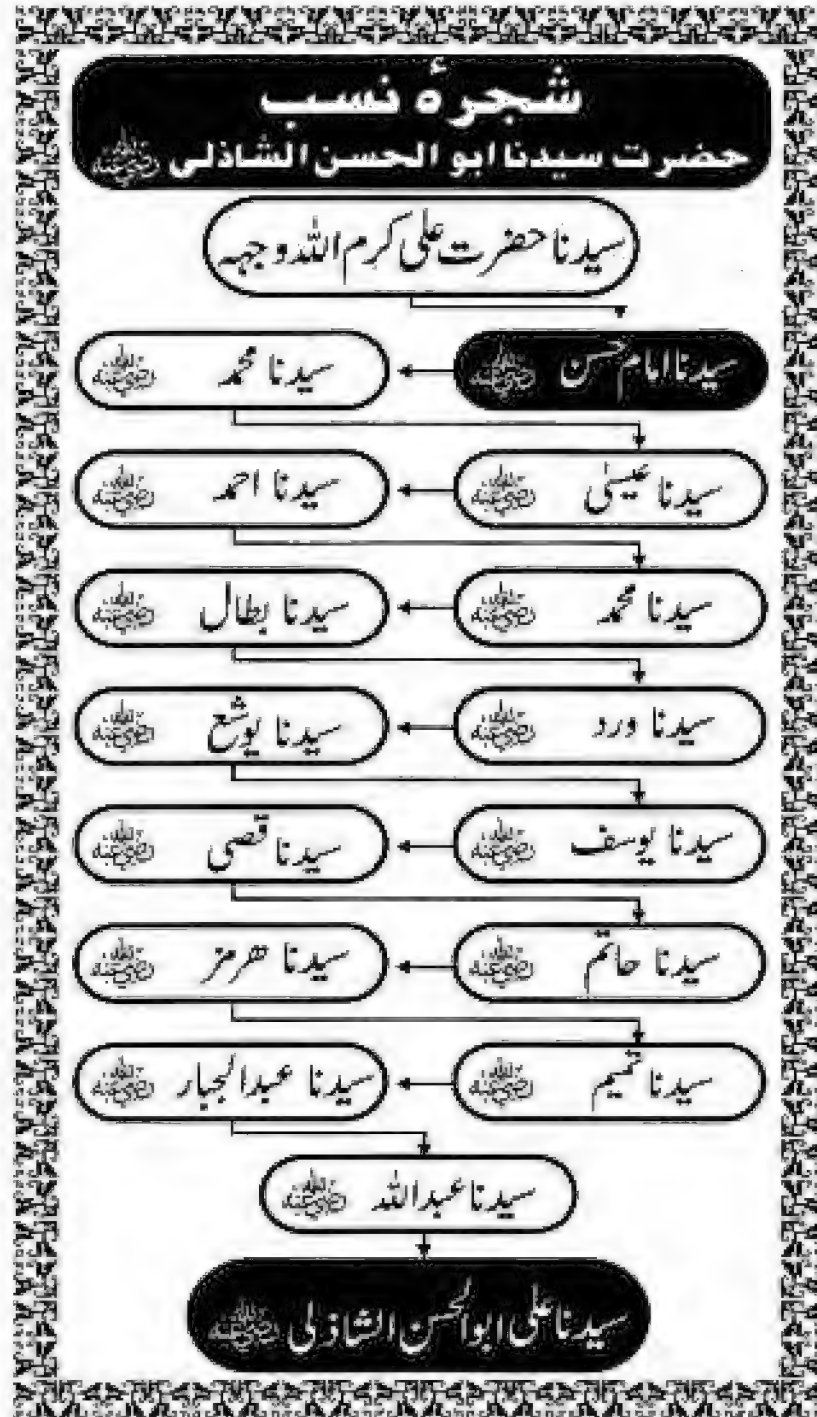 شجرۂ نسب
حضرت سیدنا ابو الحسن الشاذلی رضی اللہ عنہ
سیدنا حضرت علی کرم اللہ وجہہ
سیدنا امام حسن رضی اللہ عنہ
سیدنا محمد رضی اللہ عنہ
سیدنا عیسیٰ رضی اللہ عنہ
سیدنا احمد رضی اللہ عنہ
سیدنا محمد رضی اللہ عنہ
سیدنا بطال رضی اللہ عنہ
سیدنا ورد رضی اللہ عنہ
سیدنا یوشع رضی اللہ عنہ
سیدنا یوسف رضی اللہ عنہ
سیدنا قصی رضی اللہ عنہ
سیدنا حاتم رضی اللہ عنہ
سیدنا ھرمز رضی اللہ عنہ
سیدنا تمیم رضی اللہ عنہ
سیدنا عبدالجبار رضی اللہ عنہ
سیدنا عبداللہ رضی اللہ عنہ
سیدنا علی ابوالحسن الشاذلی رضی اللہ عنہ